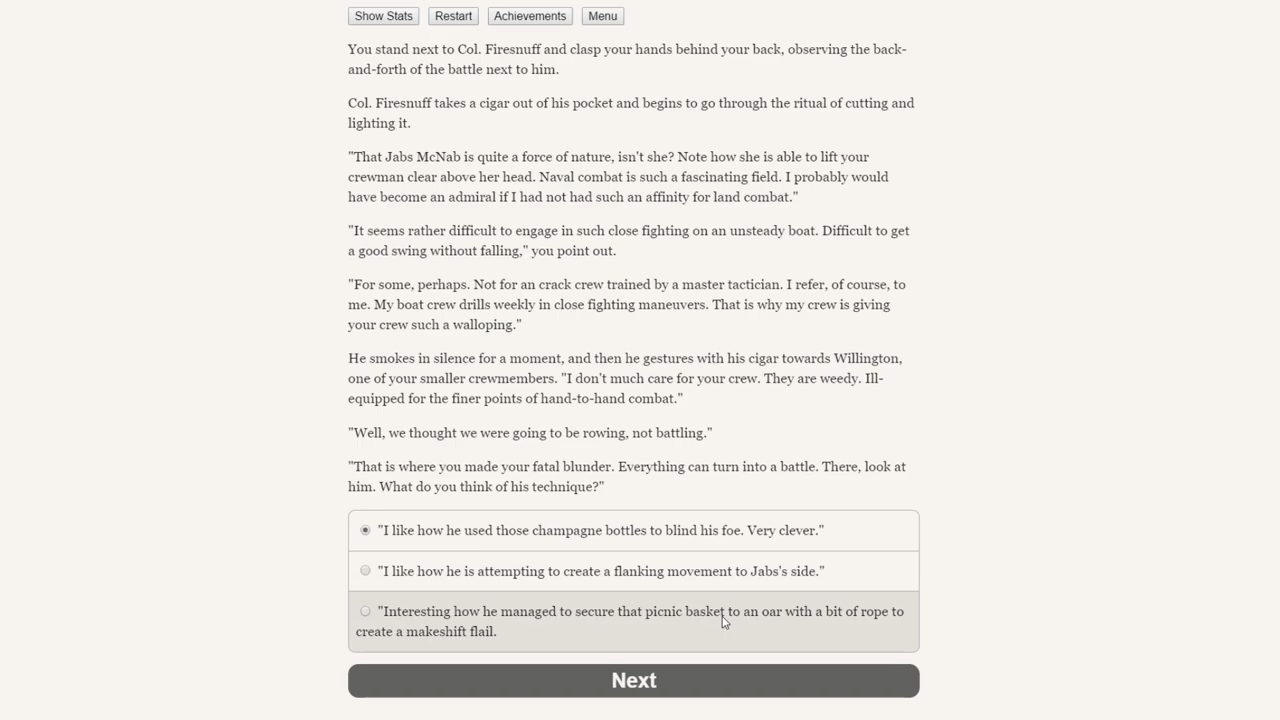 Show Stats Restart Achievements Menu
You stand next to Col. Firesnuff and clasp your hands behind your back, observing the back-
and-forth of the battle next to him.
Col. Firesnuff takes a cigar out of his pocket and begins to go through the ritual of cutting and
lighting it.
"That Jabs McNab is quite a force of nature, isn't she? Note how she is able to lift your
crewman clear above her head. Naval combat is such a fascinating field. I probably would
have become an admiral if I had not had such an affinity for land combat."
"It seems rather difficult to engage in such close fighting on an unsteady boat. Difficult to get
a good swing without falling," you point out.
"For some, perhaps. Not for an crack crew trained by a master tactician. I refer, of course, to
me. My boat crew drills weekly in close fighting maneuvers. That is why my crew is giving
your crew such a walloping."
He smokes in silence for a moment, and then he gestures with his cigar towards Willington,
one of your smaller crewmembers. "I don't much care for your crew. They are weedy. Ill-
equipped for the finer points of hand-to-hand combat."
"Well, we thought we were going to be rowing, not battling."
"That is where you made your fatal blunder. Everything can turn into a battle. There, look at
him. What do you think of his technique?"
"I like how he used those champagne bottles to blind his foe. Very clever."
"I like how he is attempting to create a flanking movement to Jabs's side."
"Interesting how he managed to secure that picnic basket to an oar with a bit of rope to
create a makeshift flail.
Next